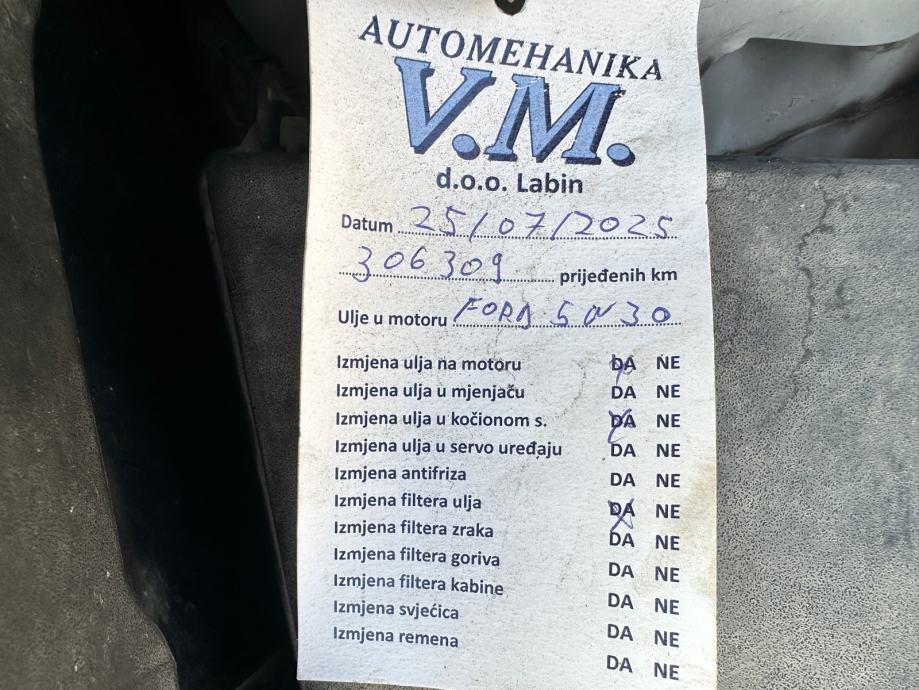 AUTOMEHANIKA
V.M.
d.o.o. Labin
Datum 25/07/2025
306309 prijeđenih km
Ulje u motoru FORD 5W30
Izmjena ulja na motoru DA NE
Izmjena ulja u mjenjaču DA NE
Izmjena ulja u kočionom s. DA NE
Izmjena ulja u servo uređaju DA NE
Izmjena antifriza DA NE
Izmjena filtera ulja DA NE
Izmjena filtera zraka DA NE
Izmjena filtera goriva DA NE
Izmjena filtera kabine DA NE
Izmjena svjećica DA NE
Izmjena remena DA NE